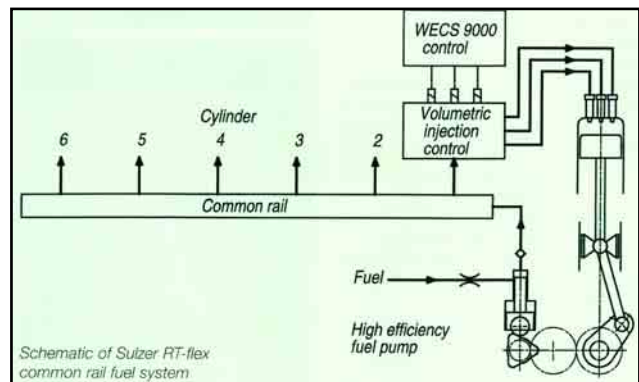 WECS 9000
control
Volumetric
injection
control
Cylinder
6 5 4 3 2
Common rail
Fuel
High efficiency
fuel pump
Schematic of Sulzer RT-flex
common rail fuel system